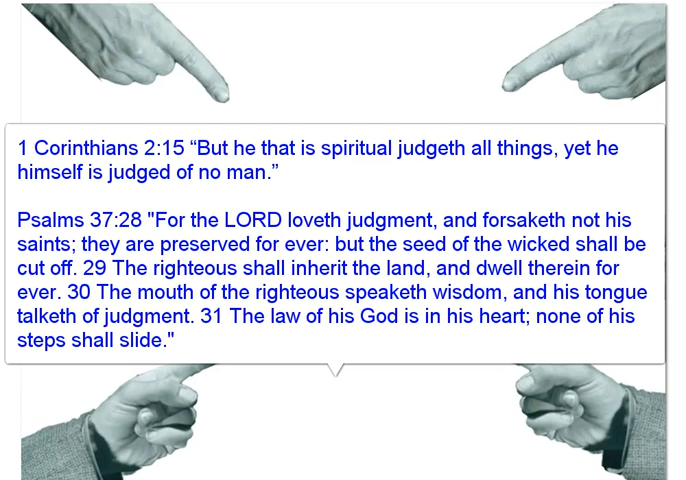 1 Corinthians 2:15 “But he that is spiritual judgeth all things, yet he
himself is judged of no man.”
Psalms 37:28 "For the LORD loveth judgment, and forsaketh not his
saints; they are preserved for ever: but the seed of the wicked shall be
cut off. 29 The righteous shall inherit the land, and dwell therein for
ever. 30 The mouth of the righteous speaketh wisdom, and his tongue
talketh of judgment. 31 The law of his God is in his heart; none of his
steps shall slide."